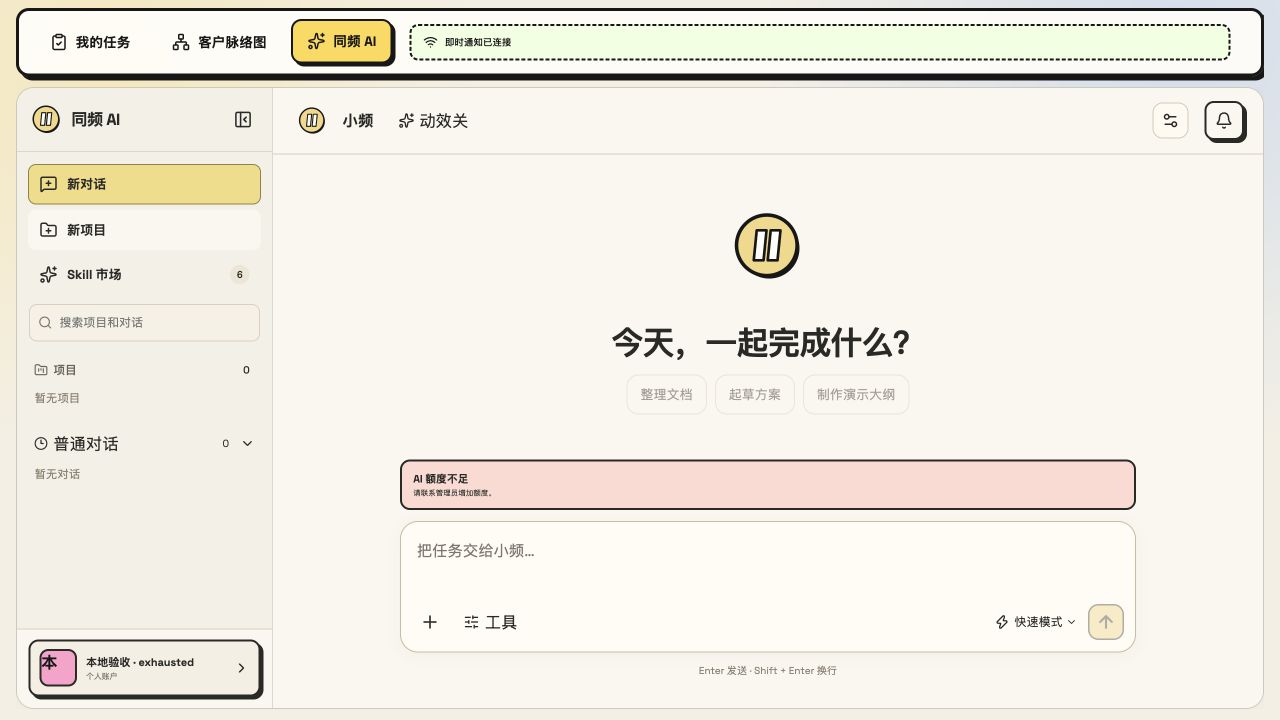 我的任务
客户脉络图
同频 AI
即时通知已连接
同频 AI
新对话
新项目
Skill 市场
6
搜索项目和对话
项目
0
暂无项目
普通对话
0
暂无对话
本
本地验收 · exhausted
个人账户
小频
动效关
今天，一起完成什么?
整理文档
起草方案
制作演示大纲
AI 额度不足
请联系管理员增加额度。
把任务交给小频…
工具
快速模式
Enter 发送 · Shift + Enter 换行